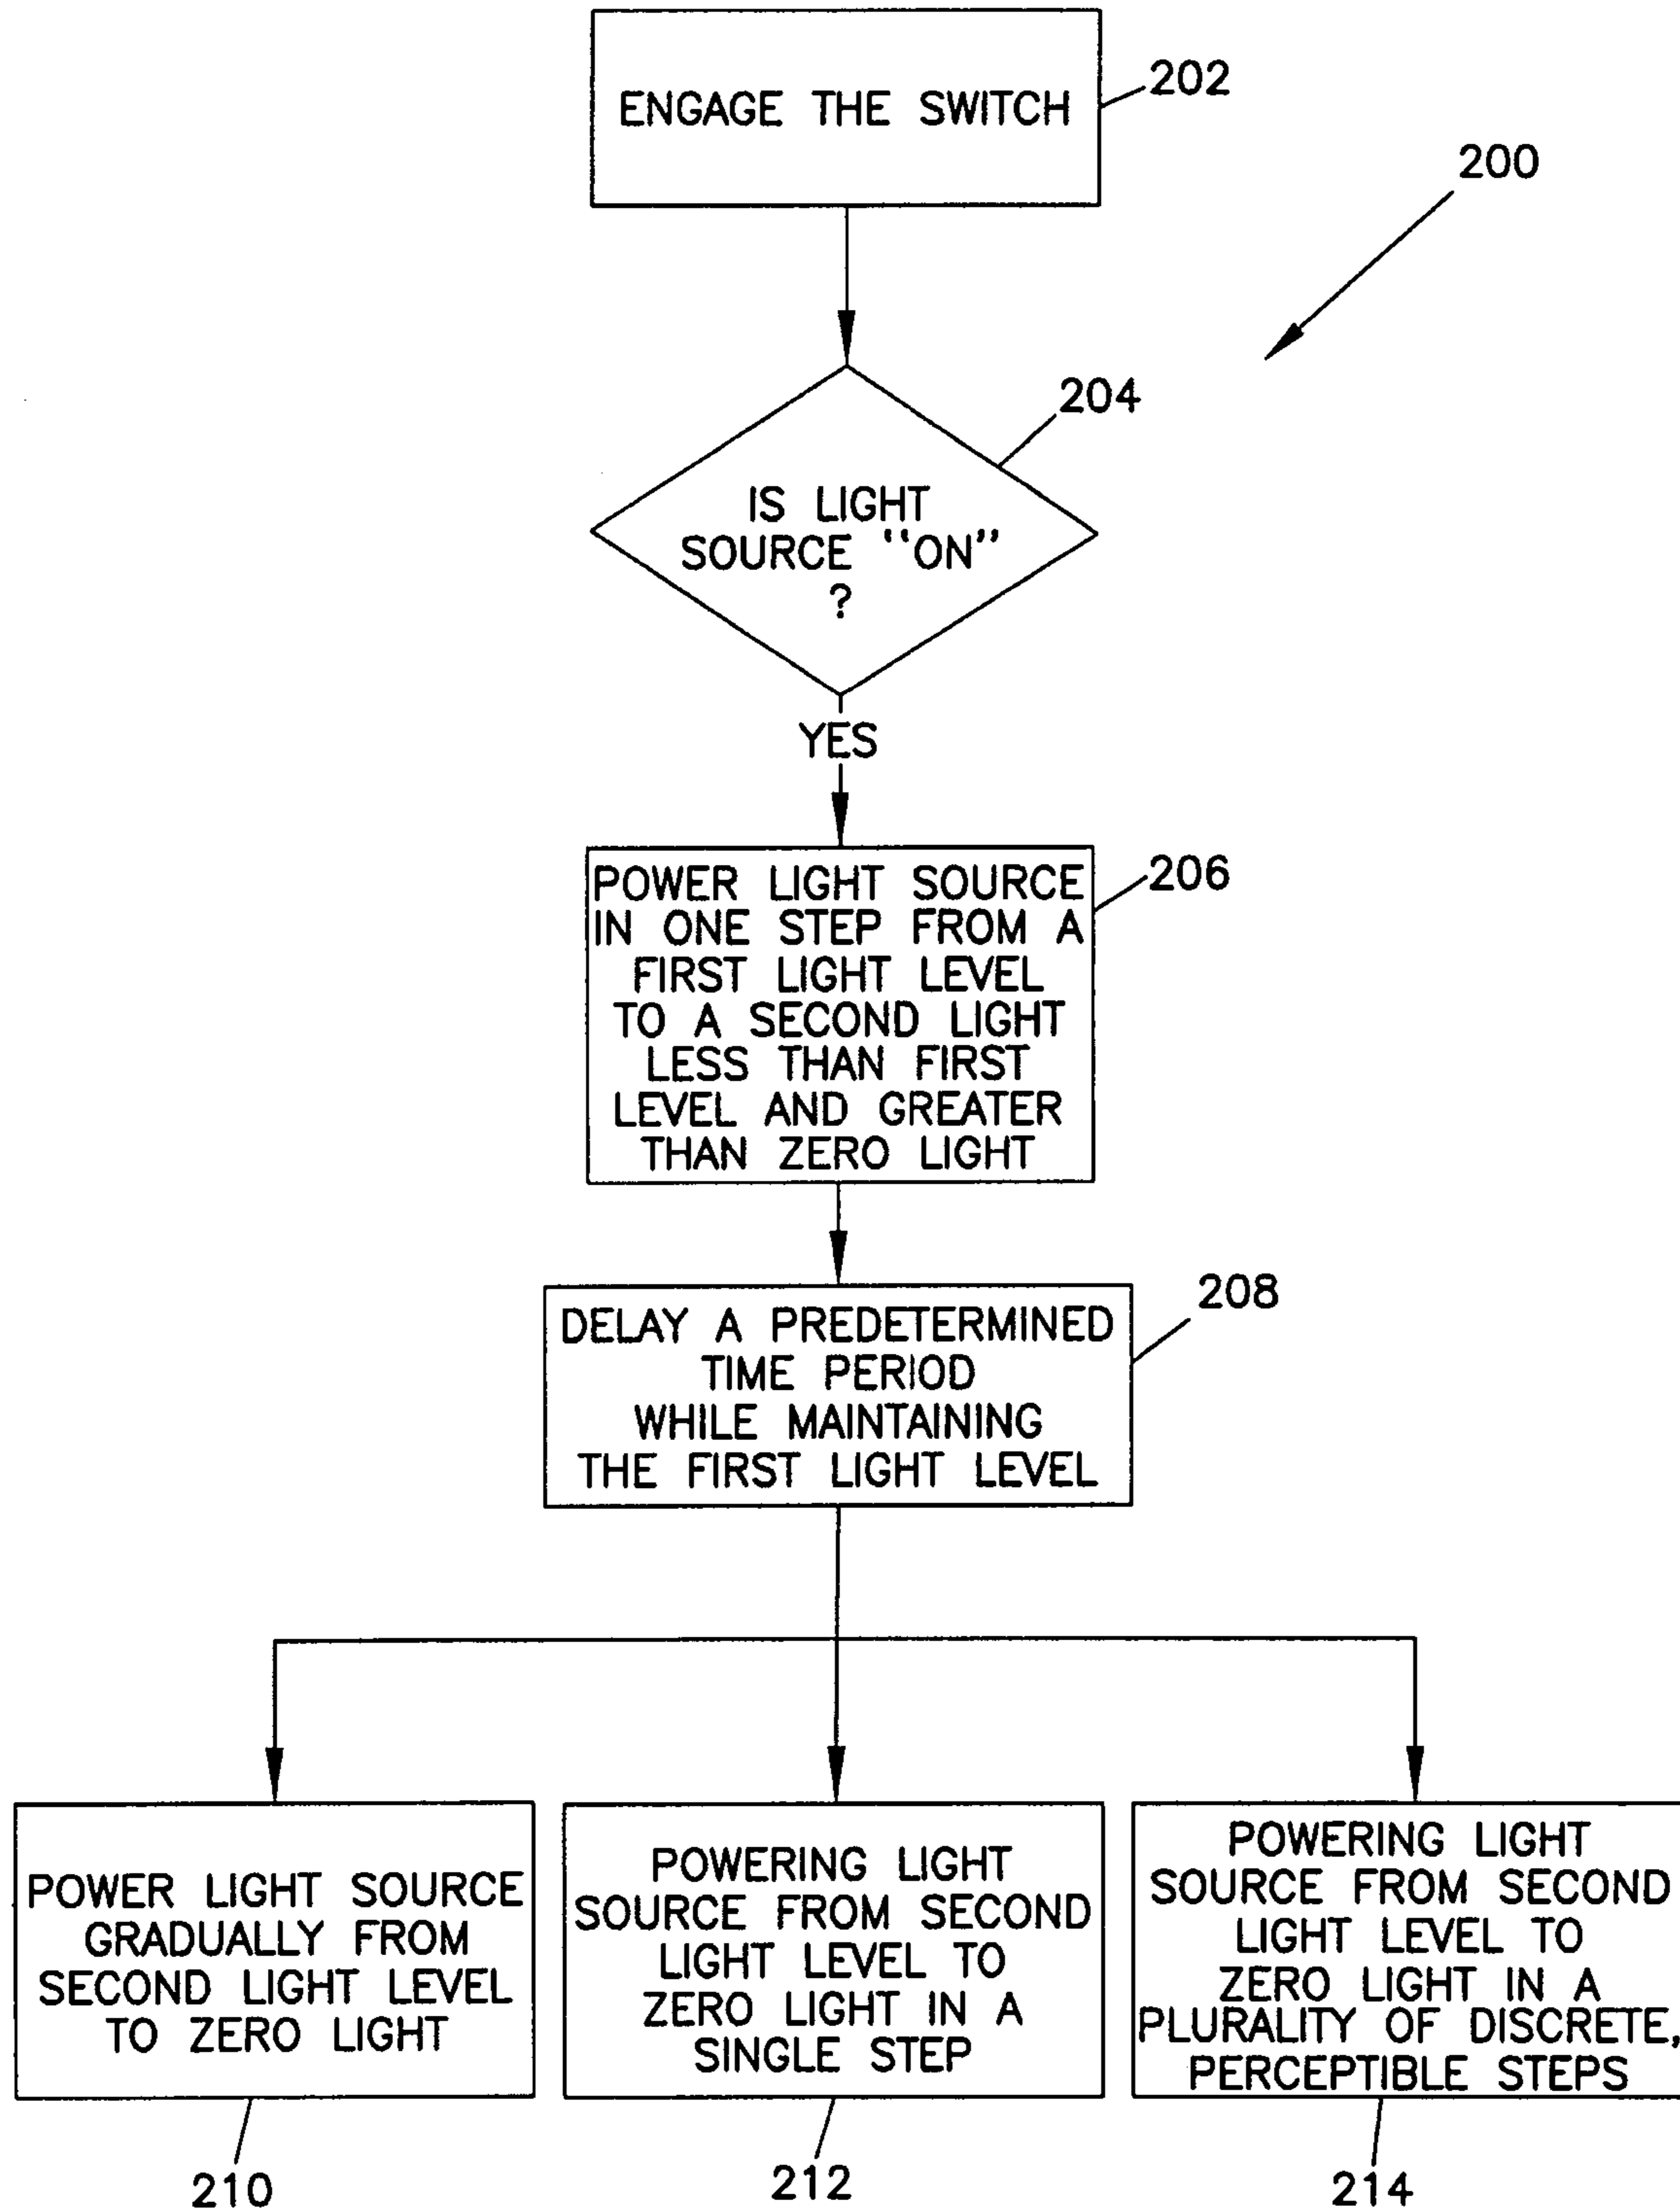 ENGAGE THE SWITCH
202
200
204
IS LIGHT
SOURCE "ON"
?
YES
POWER LIGHT SOURCE
IN ONE STEP FROM A
FIRST LIGHT LEVEL
TO A SECOND LIGHT
LESS THAN FIRST
LEVEL AND GREATER
THAN ZERO LIGHT
206
DELAY A PREDETERMINED
TIME PERIOD
WHILE MAINTAINING
THE FIRST LIGHT LEVEL
208
POWER LIGHT SOURCE
GRADUALLY FROM
SECOND LIGHT LEVEL
TO ZERO LIGHT
210
POWERING LIGHT
SOURCE FROM SECOND
LIGHT LEVEL TO
ZERO LIGHT IN A
SINGLE STEP
212
POWERING LIGHT
SOURCE FROM SECOND
LIGHT LEVEL TO
ZERO LIGHT IN A
PLURALITY OF DISCRETE,
PERCEPTIBLE STEPS
214